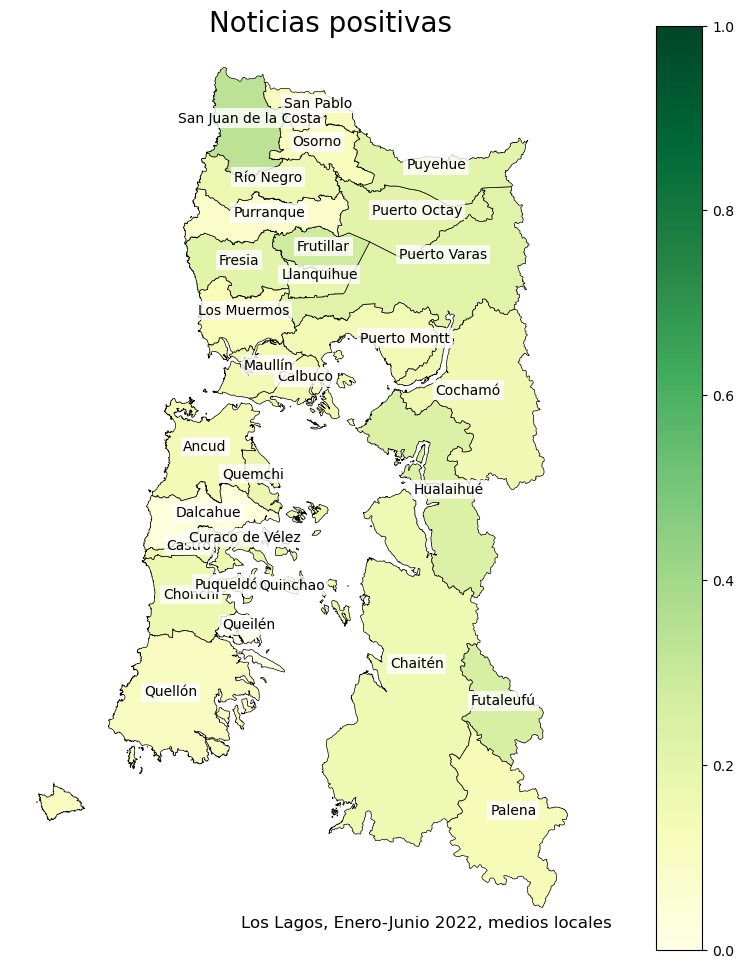 Noticias positivas
1.0
San Pablo
San Juan de la Costa
Osorno
Puyehue
Río Negro
0.8
Puerto Octay
Purranque
Frutillar
Puerto Varas
Fresia
Llanquihue
Los Muermos
Puerto Montt
Maullín
Calbuco
0.6
Cochamó
Ancud
Quemchi
Hualaihué
Dalcahue
Curaco de Vélez
Castro
0.4
Puqueldó
Quinchao
Chonchi
Queilén
Chaitén
Quellón
Futaleufú
0.2
Palena
Los Lagos, Enero-Junio 2022, medios locales
0.0